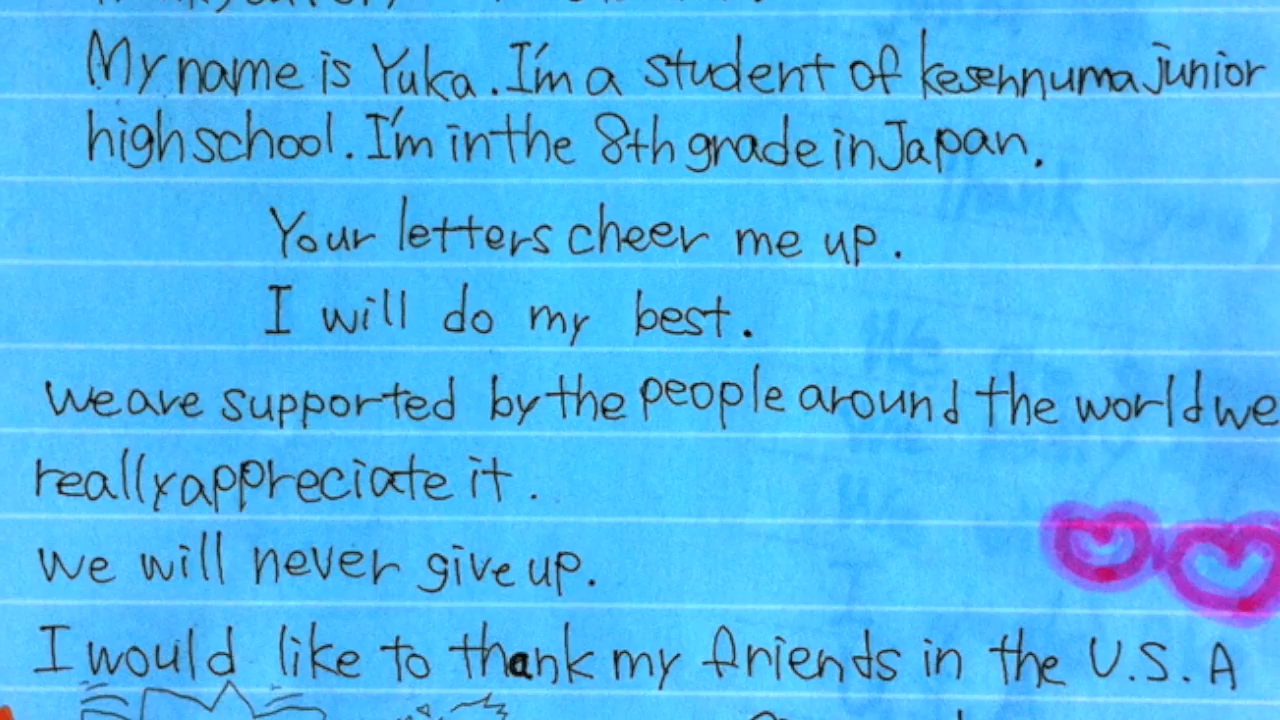 My name is Yuka. I'm a student of kesennuma junior
high school. I'm in the 8th grade in Japan.
Your letters cheer me up.
I will do my best.
we are supported by the people around the world we
really appreciate it.
we will never give up.
I would like to thank my friends in the U.S.A